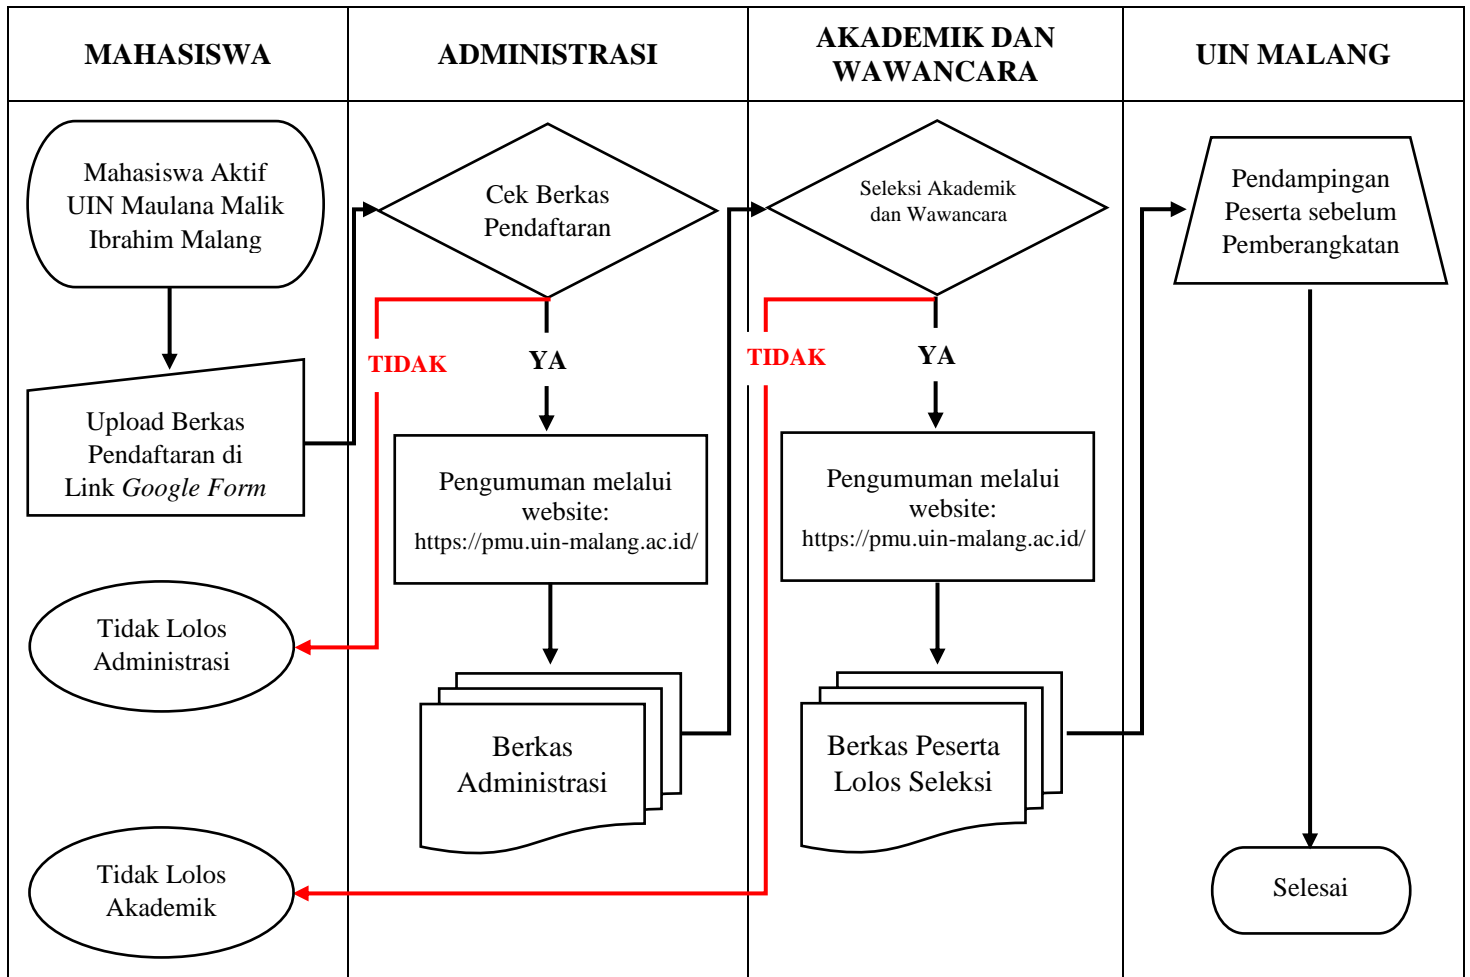 MAHASISWA
ADMINISTRASI
AKADEMIK DAN
WAWANCARA
UIN MALANG
Mahasiswa Aktif
UIN Maulana Malik
Ibrahim Malang
Upload Berkas
Pendaftaran di
Link Google Form
Tidak Lolos
Administrasi
Tidak Lolos
Akademik
Cek Berkas
Pendaftaran
TIDAK
YA
Pengumuman melalui
website:
https://pmu.uin-malang.ac.id/
Berkas
Administrasi
Seleksi Akademik
dan Wawancara
TIDAK
YA
Pengumuman melalui
website:
https://pmu.uin-malang.ac.id/
Berkas Peserta
Lolos Seleksi
Pendampingan
Peserta sebelum
Pemberangkatan
Selesai